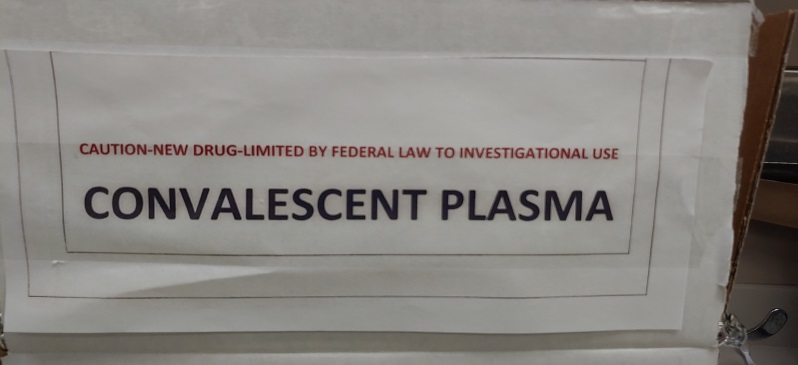 CAUTION-NEW DRUG-LIMITED BY FEDERAL LAW TO INVESTIGATIONAL USE
CONVALESCENT PLASMA